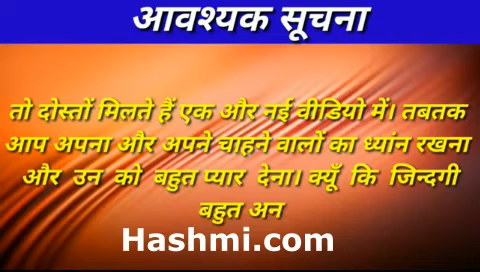 आवश्यक सूचना
तो दोस्तों मिलते हैं एक और नई वीडियो में। तबतक
आप अपना और अपने चाहने वालों का ध्यांन रखना
और उन को बहुत प्यार देना। क्यूँ कि जिन्दगी
बहुत अन
Hashmi.com